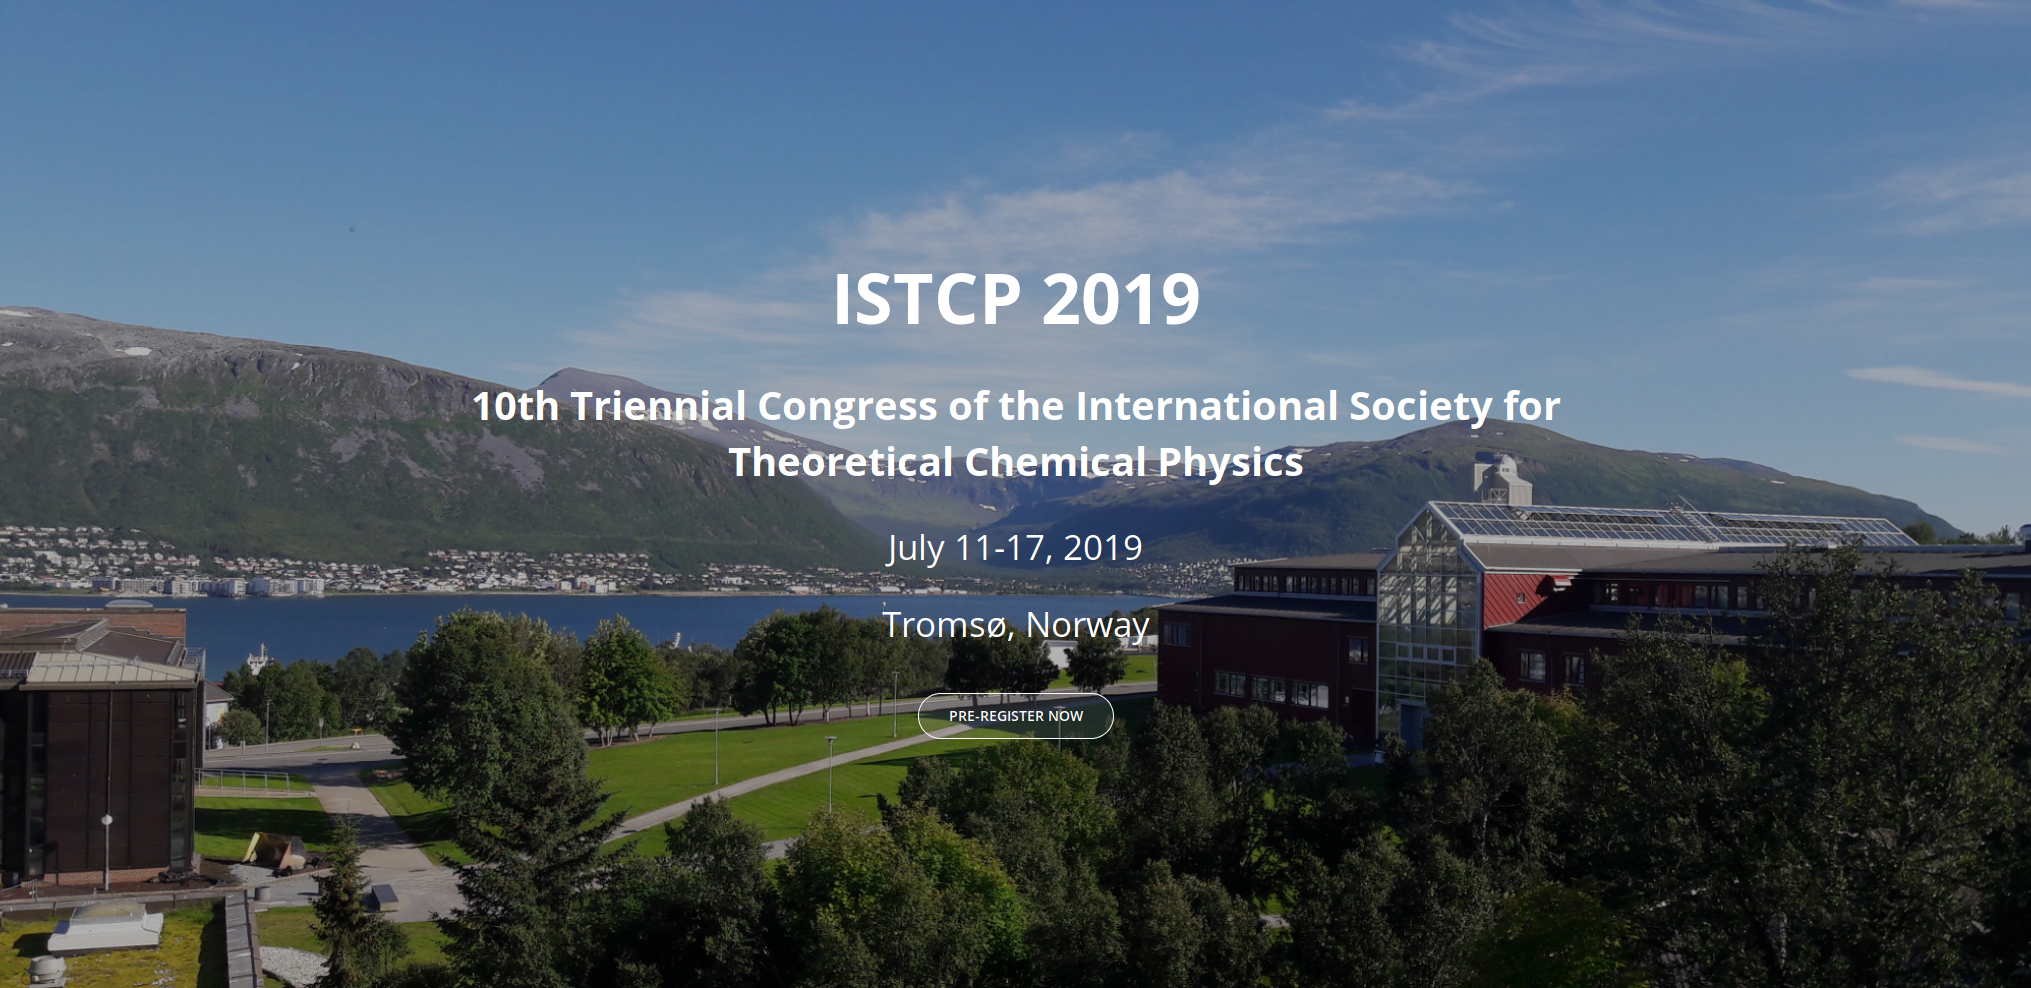 ISTCP 2019
10th Triennial Congress of the International Society for
Theoretical Chemical Physics
July 11-17, 2019
Tromsø, Norway
PRE-REGISTER NOW